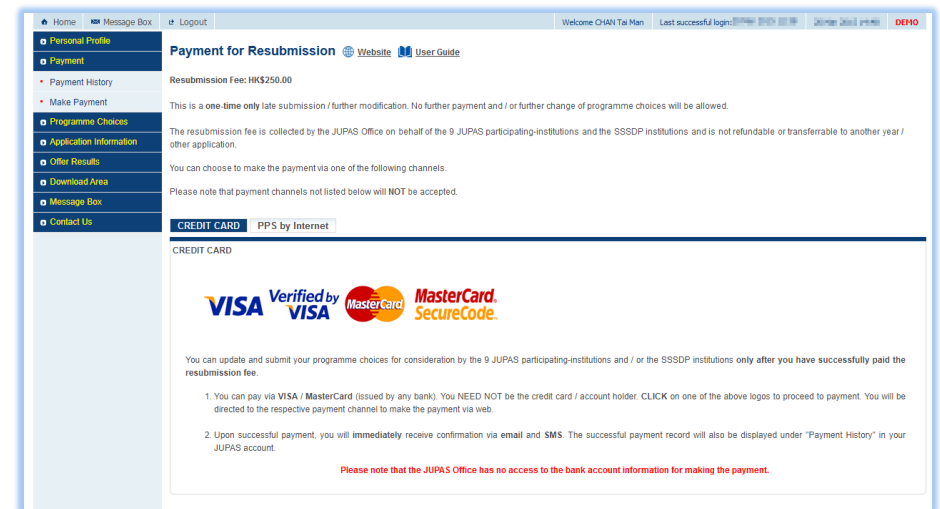 Home Message Box Logout Welcome CHAN Tai Man Last successful login: DEMO
Personal Profile
Payment
Payment History
Make Payment
Programme Choices
Application Information
Offer Results
Download Area
Message Box
Contact Us
Payment for Resubmission Website User Guide
Resubmission Fee: HK$250.00
This is a one-time only late submission / further modification. No further payment and / or further change of programme choices will be allowed.
The resubmission fee is collected by the JUPAS Office on behalf of the 9 JUPAS participating-institutions and the SSSDP institutions and is not refundable or transferrable to another year /
other application.
You can choose to make the payment via one of the following channels.
Please note that payment channels not listed below will NOT be accepted.
CREDIT CARD PPS by Internet
CREDIT CARD
VISA Verified by VISA MasterCard MasterCard. SecureCode.
You can update and submit your programme choices for consideration by the 9 JUPAS participating-institutions and / or the SSSDP institutions only after you have successfully paid the
resubmission fee.
1. You can pay via VISA / MasterCard (issued by any bank). You NEED NOT be the credit card / account holder. CLICK on one of the above logos to proceed to payment. You will be
directed to the respective payment channel to make the payment via web.
2. Upon successful payment, you will immediately receive confirmation via email and SMS. The successful payment record will also be displayed under "Payment History" in your
JUPAS account.
Please note that the JUPAS Office has no access to the bank account information for making the payment.